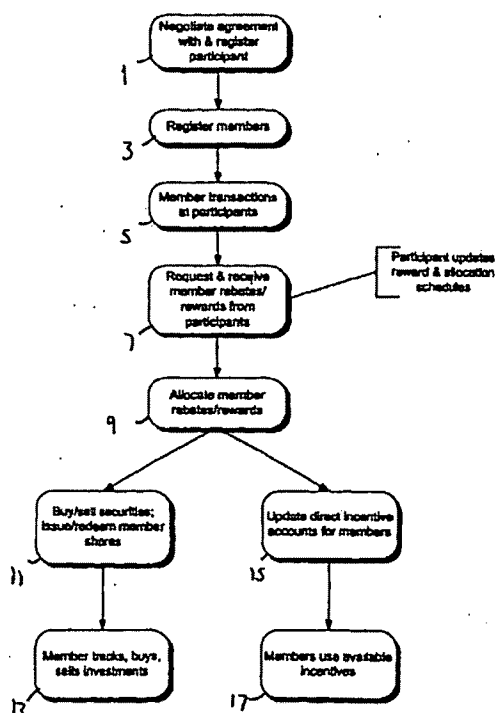 Negotiate agreement
with & register
participant
1
Register members
3
Member transactions
at participants
5
Request & receive
member rebates/
rewards from
participants
7
Participant updates
reward & allocation
schedules
Allocate member
rebates/rewards
9
Buy/sell securities;
issue/redeem member
shares
11
Update direct incentive
accounts for members
15
Member tracks, buys,
sells investments
13
Members use available
incentives
17